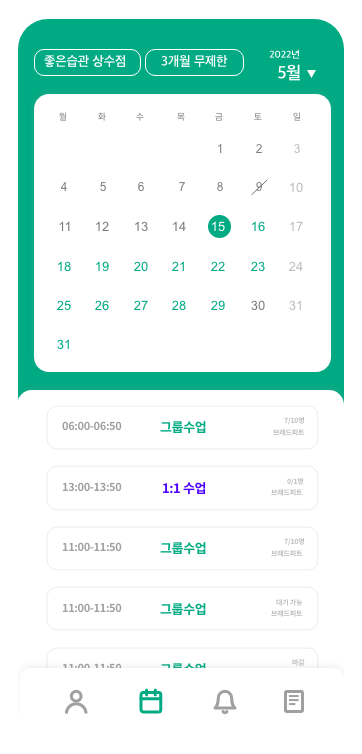 좋은습관 상수점 3개월 무제한 2022년
5월
월 화 수 목 금 토 일
1 2 3
4 5 6 7 8 9 10
11 12 13 14 15 16 17
18 19 20 21 22 23 24
25 26 27 28 29 30 31
31
06:00-06:50 그룹수업 7/10명
브래드피트
13:00-13:50 1:1 수업 0/1명
브래드피트
11:00-11:50 그룹수업 7/10명
브래드피트
11:00-11:50 그룹수업 대기가능
브래드피트
11:00-11:50 그룹수업 마감